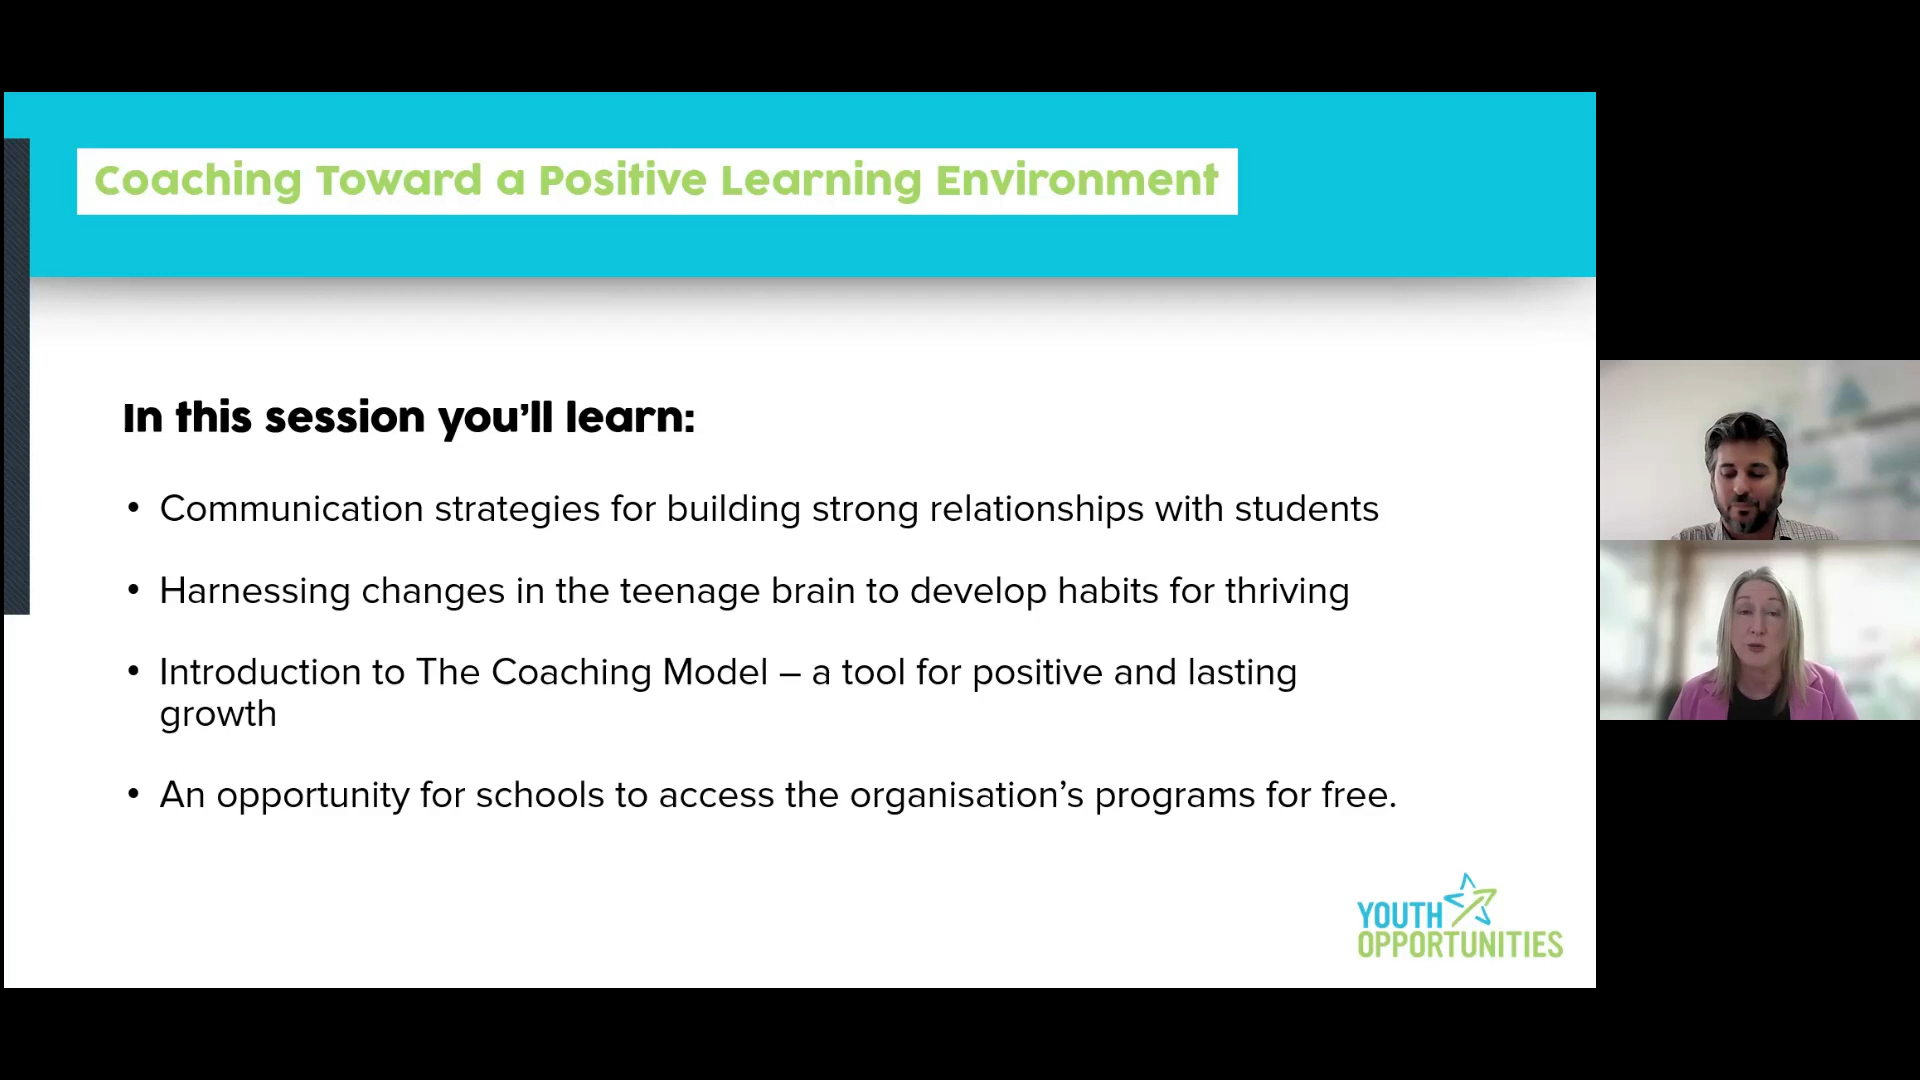 Coaching Toward a Positive Learning Environment
In this session you’ll learn:
• Communication strategies for building strong relationships with students
• Harnessing changes in the teenage brain to develop habits for thriving
• Introduction to The Coaching Model – a tool for positive and lasting
growth
• An opportunity for schools to access the organisation’s programs for free.
YOUTH
OPPORTUNITIES